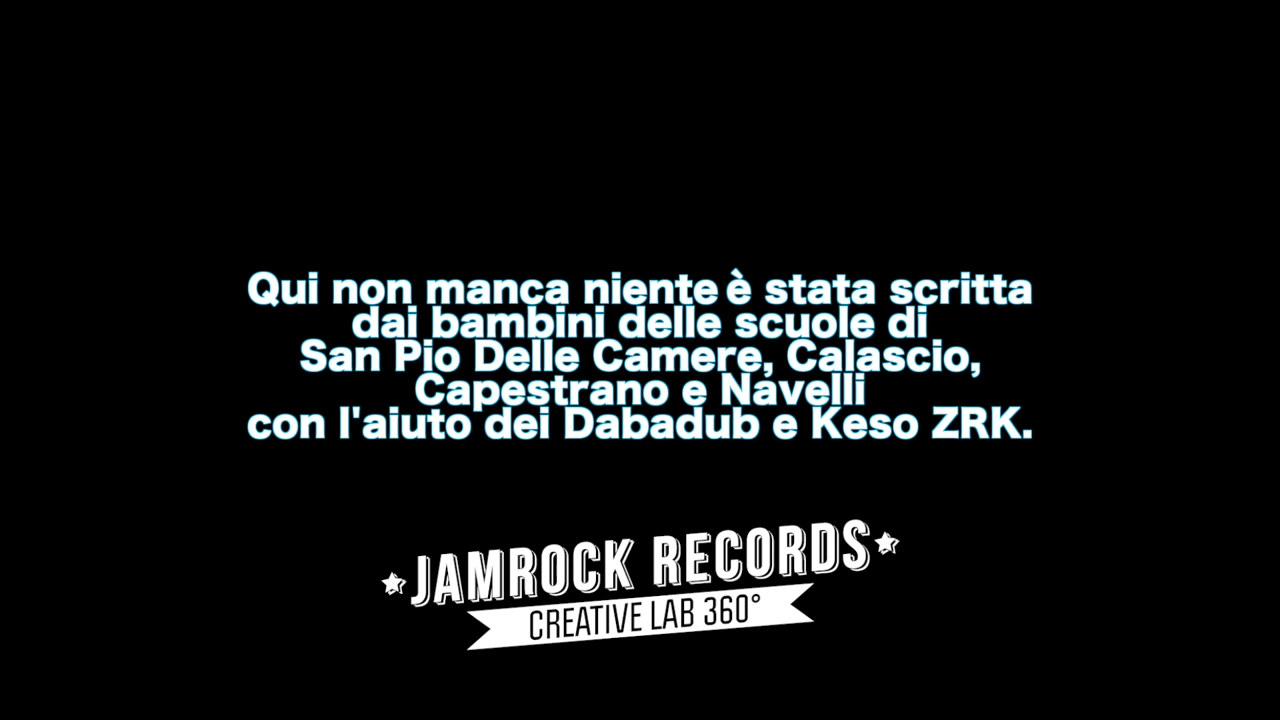 Qui non manca niente è stata scritta
dai bambini delle scuole di
San Pio Delle Camere, Calascio,
Capestrano e Navelli
con l'aiuto dei Dabadub e Keso ZRK.
JAMROCK RECORDS
CREATIVE LAB 360°